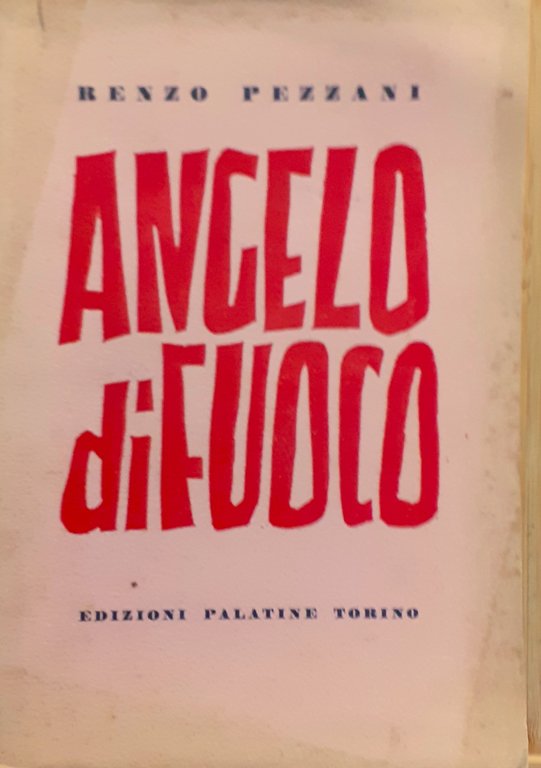 RENZO PEZZANI
ANGELO
di FUOCO
EDIZIONI PALATINE TORINO